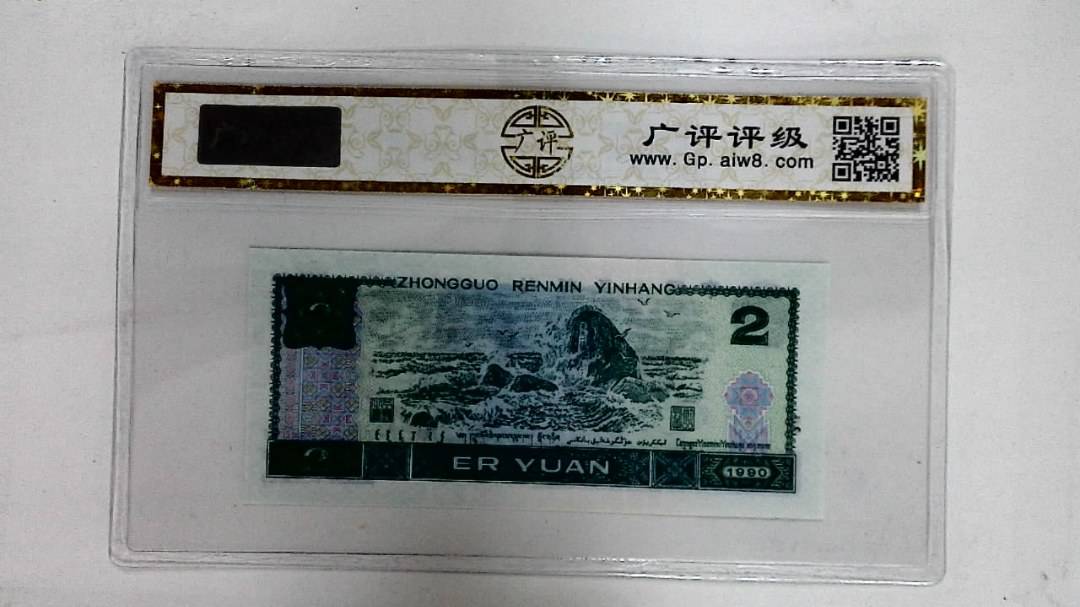 广评
广评评级
www.Gp.aiw8.com
ZHONGGUO RENMIN YINHANG
2
ER YUAN
1990